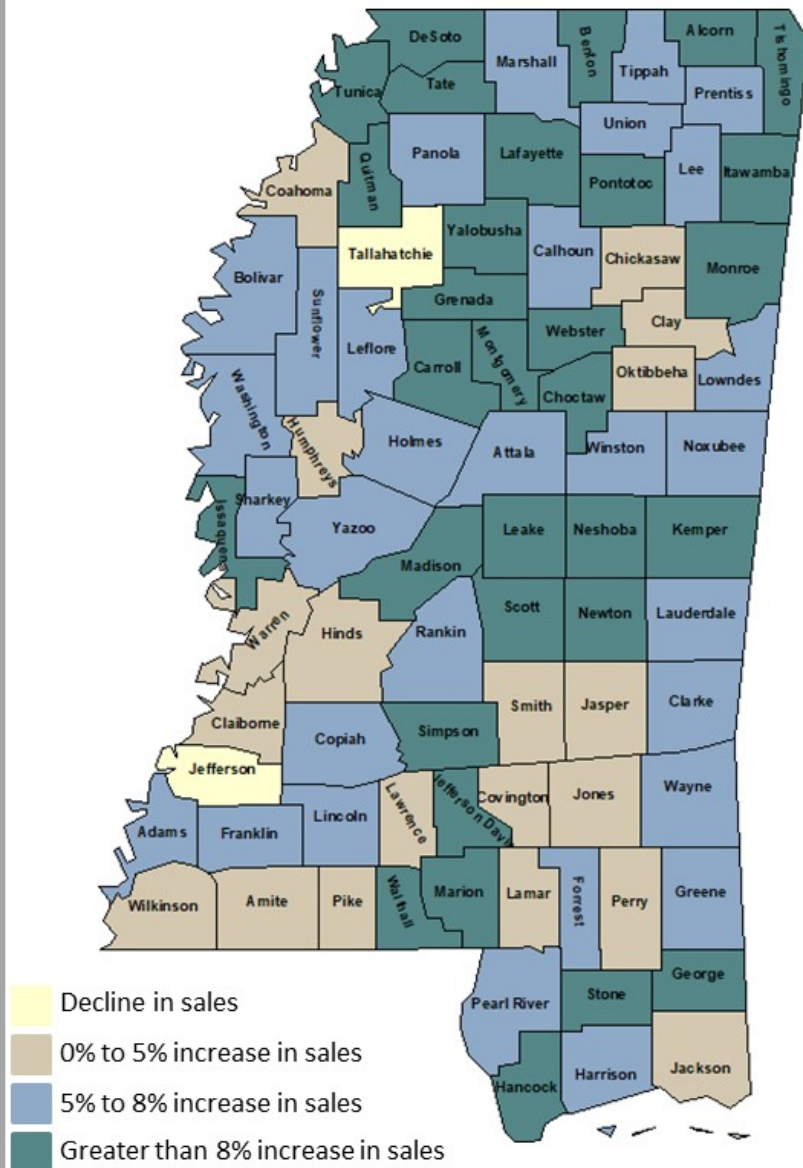 DeSoto
Marshall
Benton
Tippah
Alcorn
Tishomingo
Tunica
Tate
Prentiss
Union
Panola
Lafayette
Quitman
Pontotoc
Lee
Itawamba
Coahoma
Tallahatchie
Yalobusha
Calhoun
Chickasaw
Monroe
Bolivar
Sunflower
Grenada
Leflore
Carroll
Montgomery
Webster
Clay
Oktibbeha
Lowndes
Choctaw
Washington
Humphreys
Holmes
Attala
Winston
Noxubee
Sharkey
Issaquena
Yazoo
Leake
Neshoba
Kemper
Madison
Scott
Newton
Lauderdale
Warren
Hinds
Rankin
Smith
Jasper
Clarke
Claiborne
Copiah
Simpson
Jefferson
Lawrence
Jefferson Davis
Covington
Jones
Wayne
Adams
Franklin
Lincoln
Wilkinson
Amite
Pike
Walthall
Marion
Lamar
Forrest
Perry
Greene
Pearl River
Stone
George
Hancock
Harrison
Jackson
Decline in sales
0% to 5% increase in sales
5% to 8% increase in sales
Greater than 8% increase in sales